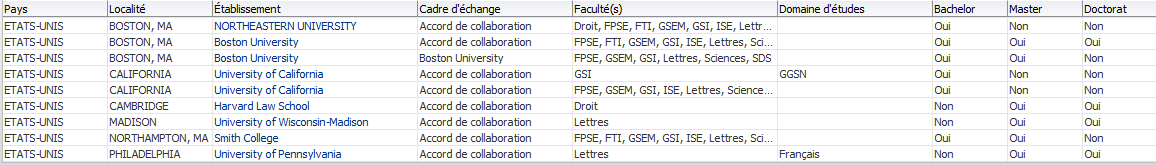 Pays Localité Établissement Cadre d'échange Faculté(s) Domaine d'études Bachelor Master Doctorat
ETATS-UNIS BOSTON, MA NORTHEASTERN UNIVERSITY Accord de collaboration Droit, FPSE, FTI, GSEM, GSI, ISE, Lettr... Oui Non Non
ETATS-UNIS BOSTON, MA Boston University Accord de collaboration FPSE, FTI, GSEM, GSI, ISE, Lettres, Sci... Oui Oui Oui
ETATS-UNIS BOSTON, MA Boston University Boston University FPSE, GSEM, GSI, Lettres, Sciences, SDS Oui Oui Oui
ETATS-UNIS CALIFORNIA University of California Accord de collaboration GSI GGSN Oui Non Non
ETATS-UNIS CALIFORNIA University of California Accord de collaboration FPSE, GSEM, GSI, ISE, Lettres, Science... Oui Non Non
ETATS-UNIS CAMBRIDGE Harvard Law School Accord de collaboration Droit Non Oui Oui
ETATS-UNIS MADISON University of Wisconsin-Madison Accord de collaboration Lettres Non Oui Oui
ETATS-UNIS NORTHAMPTON, MA Smith College Accord de collaboration FPSE, FTI, GSEM, GSI, ISE, Lettres, Sci... Oui Oui Non
ETATS-UNIS PHILADELPHIA University of Pennsylvania Accord de collaboration Lettres Français Non Oui Oui